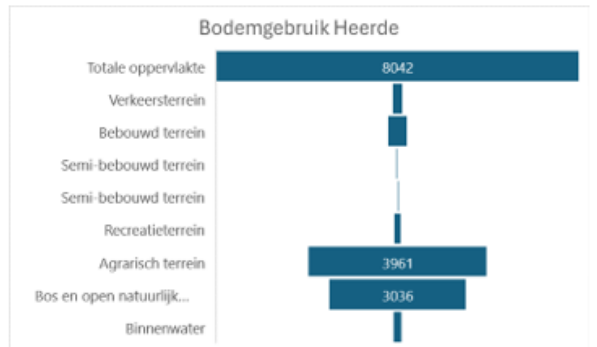 Bodemgebruik Heerde
Totale oppervlakte 8042
Verkeersterrein
Bebouwd terrein
Semi-bebouwd terrein
Semi-bebouwd terrein
Recreatieterrein
Agrarisch terrein 3961
Bos en open natuurlijk... 3036
Binnenwater